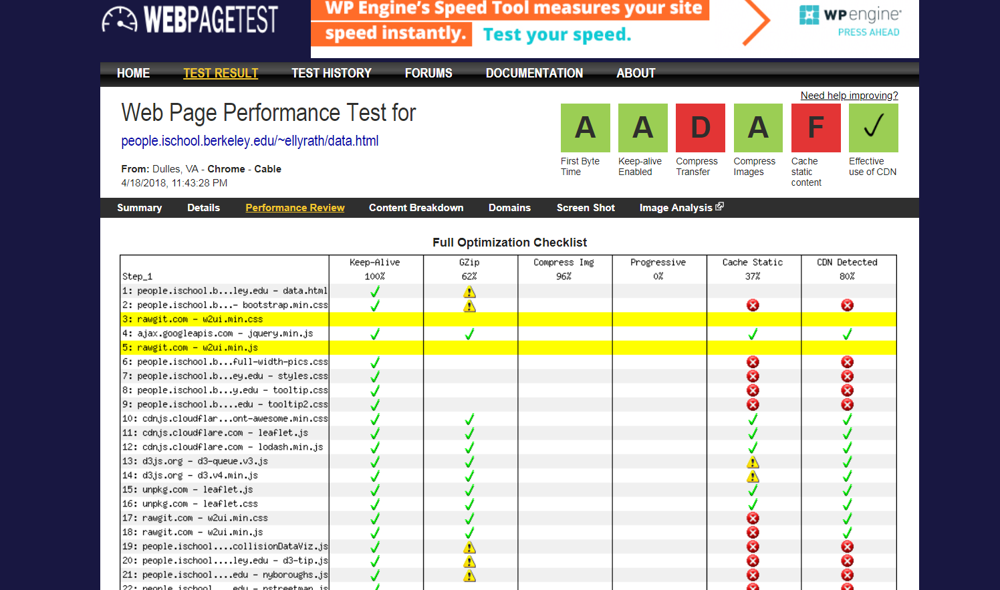 WEBPAGETEST
WP Engine's Speed Tool measures your site
speed instantly. Test your speed.
WPengine
PRESS AHEAD
HOME TEST RESULT TEST HISTORY FORUMS DOCUMENTATION ABOUT
Need help improving?
Web Page Performance Test for
people.ischool.berkeley.edu/~ellyrath/data.html
From: Dulles, VA - Chrome - Cable
4/18/2018, 11:43:28 PM
A A D A F
First Byte Time
Keep-alive Enabled
Compress Transfer
Compress Images
Cache static content
Effective use of CDN
Summary Details Performance Review Content Breakdown Domains Screen Shot Image Analysis
Full Optimization Checklist
Keep-Alive GZip Compress Img Progressive Cache Static CDN Detected
Step_1 100% 62% 96% 0% 37% 80%
1: people.ischool.b...ley.edu - data.html
2: people.ischool.b...- bootstrap.min.css
3: rawgit.com - w2ui.min.css
4: ajax.googleapis.com - jquery.min.js
5: rawgit.com - w2ui.min.js
6: people.ischool.b...full-width-pics.css
7: people.ischool.b...ey.edu - styles.css
8: people.ischool.b...y.edu - tooltip.css
9: people.ischool.b....edu - tooltip2.css
10: cdnjs.cloudflar...ont-awesome.min.css
11: cdnjs.cloudflare.com - leaflet.js
12: cdnjs.cloudflare.com - lodash.min.js
13: d3js.org - d3-queue.v3.js
14: d3js.org - d3.v4.min.js
15: unpkg.com - leaflet.js
16: unpkg.com - leaflet.css
17: rawgit.com - w2ui.min.css
18: rawgit.com - w2ui.min.js
19: people.ischool....collisionDataViz.js
20: people.ischool....ley.edu - d3-tip.js
21: people.ischool....edu - nyboroughs.js
22: people.ischool....edu - nstreetmap.js